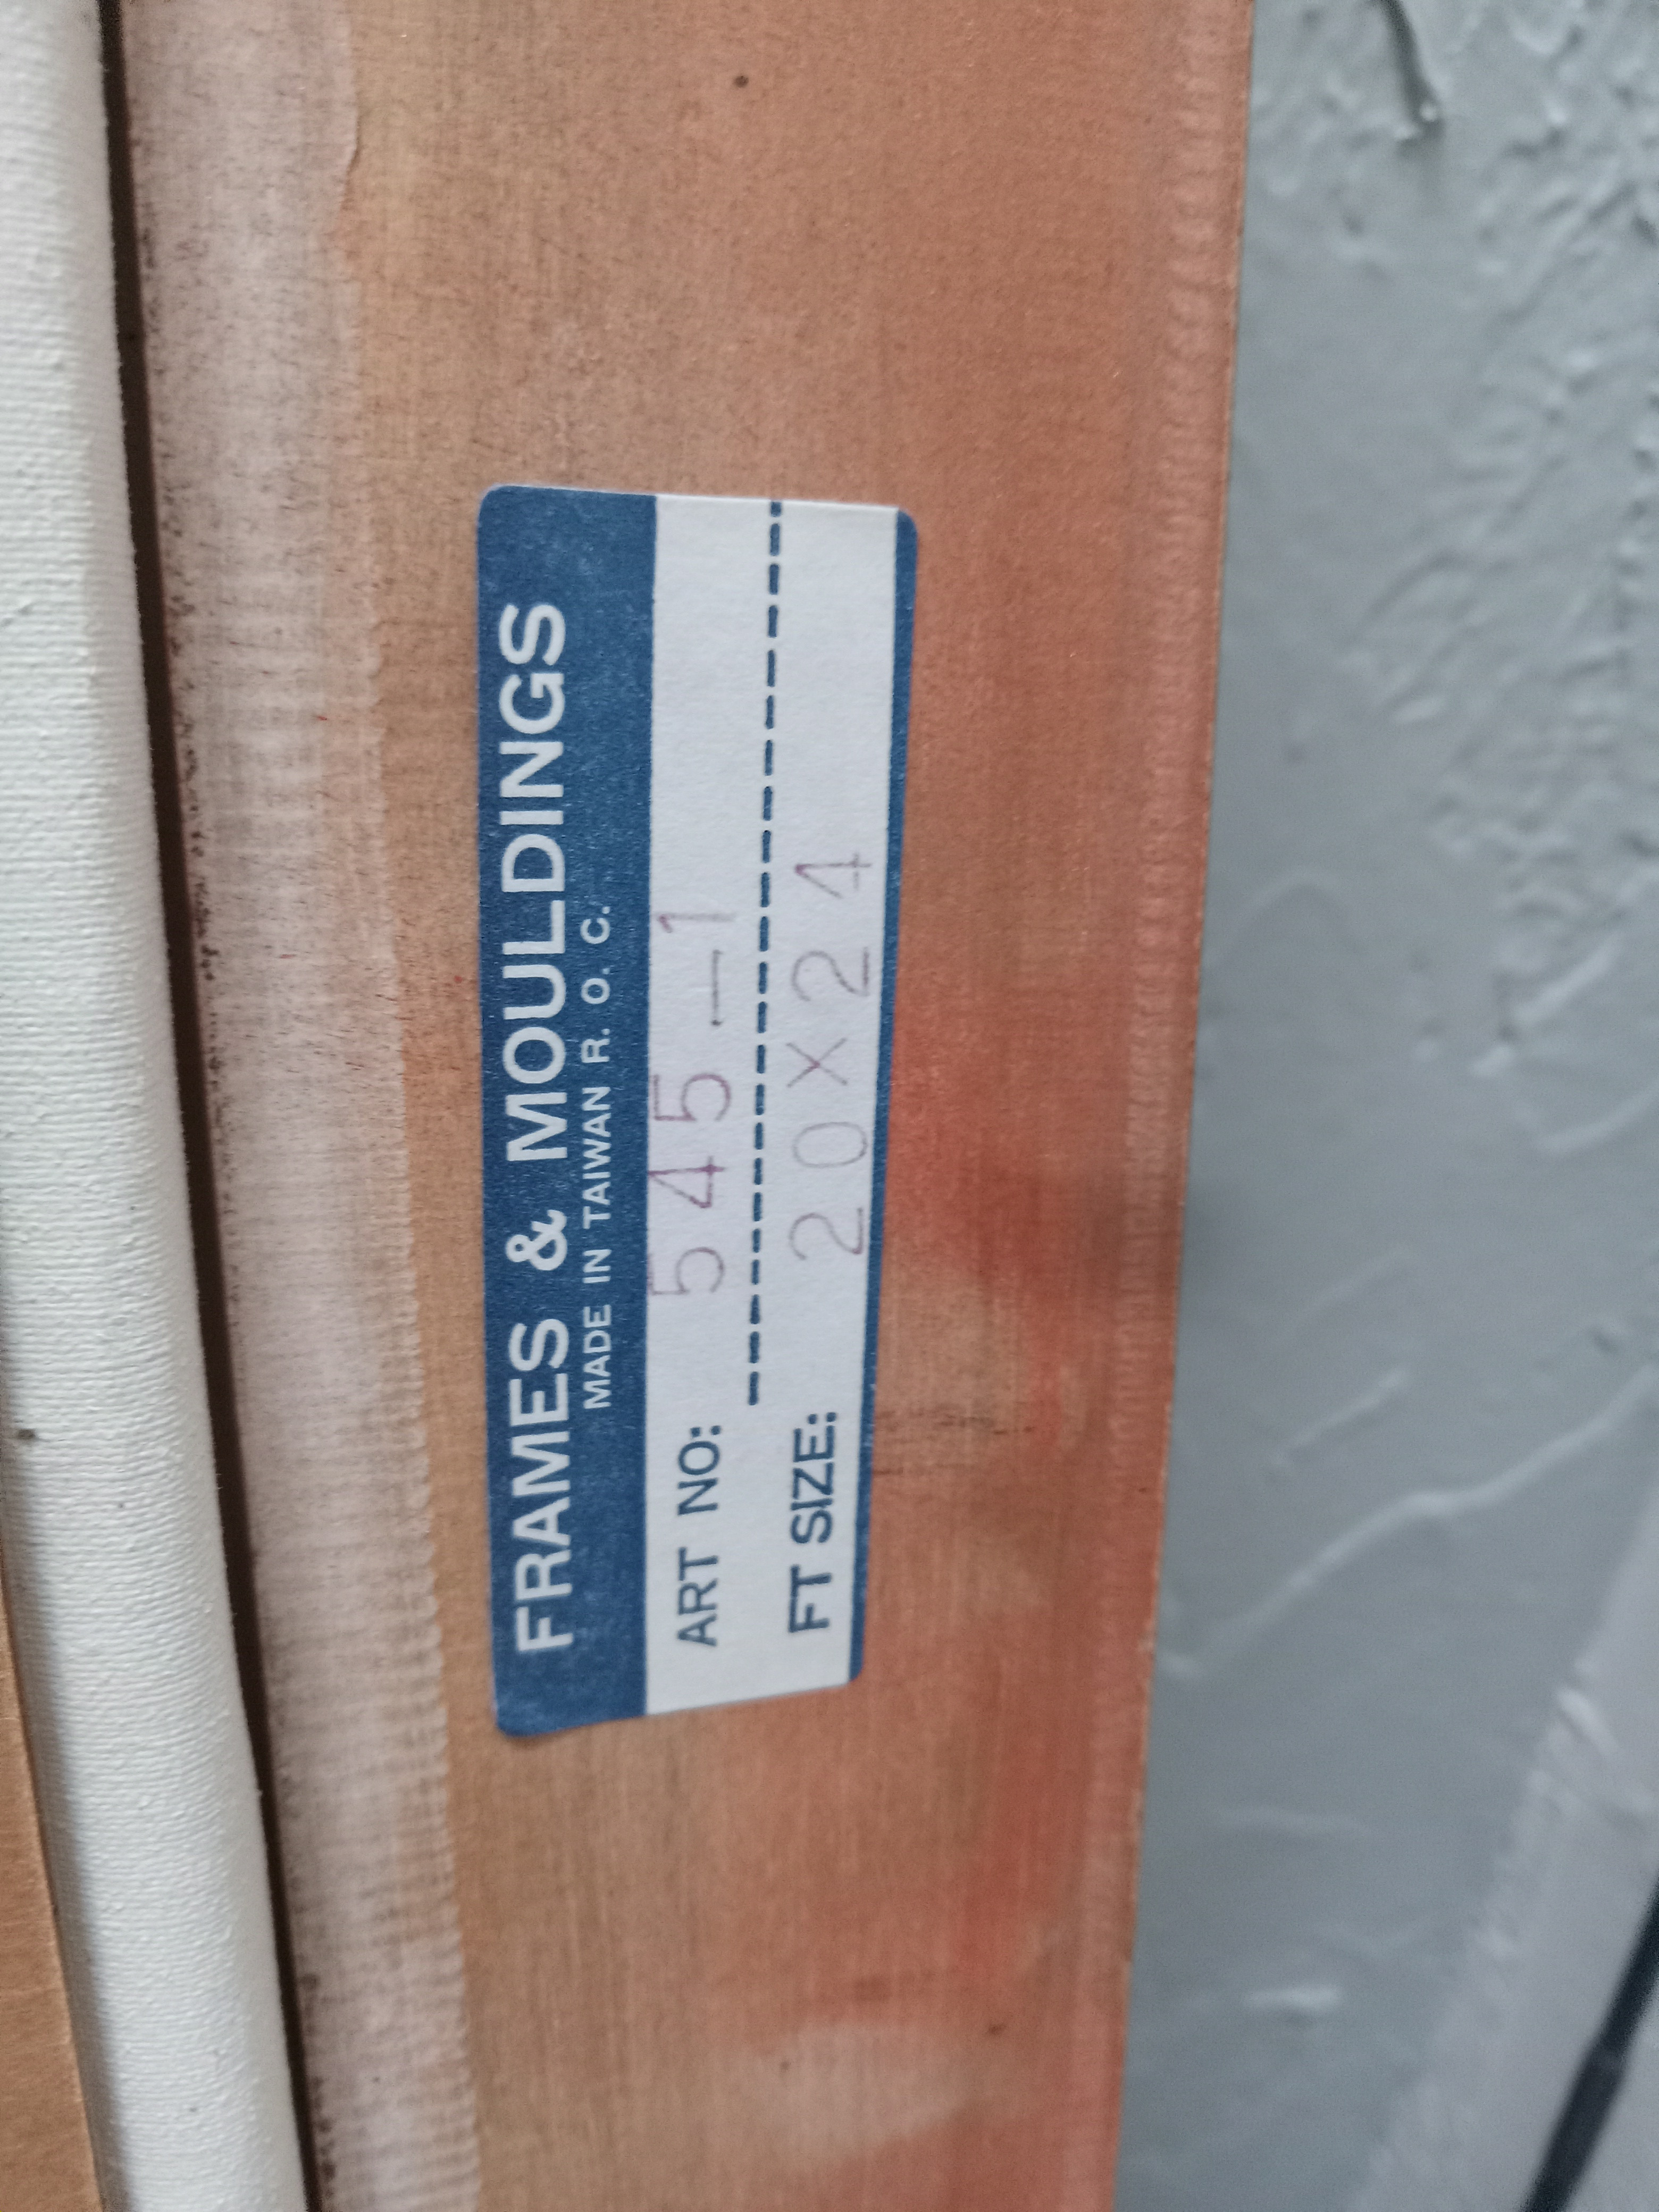 FRAMES & MOULDINGS
MADE IN TAIWAN R. O. C.
ART NO: 545-1
FT SIZE: 20X24